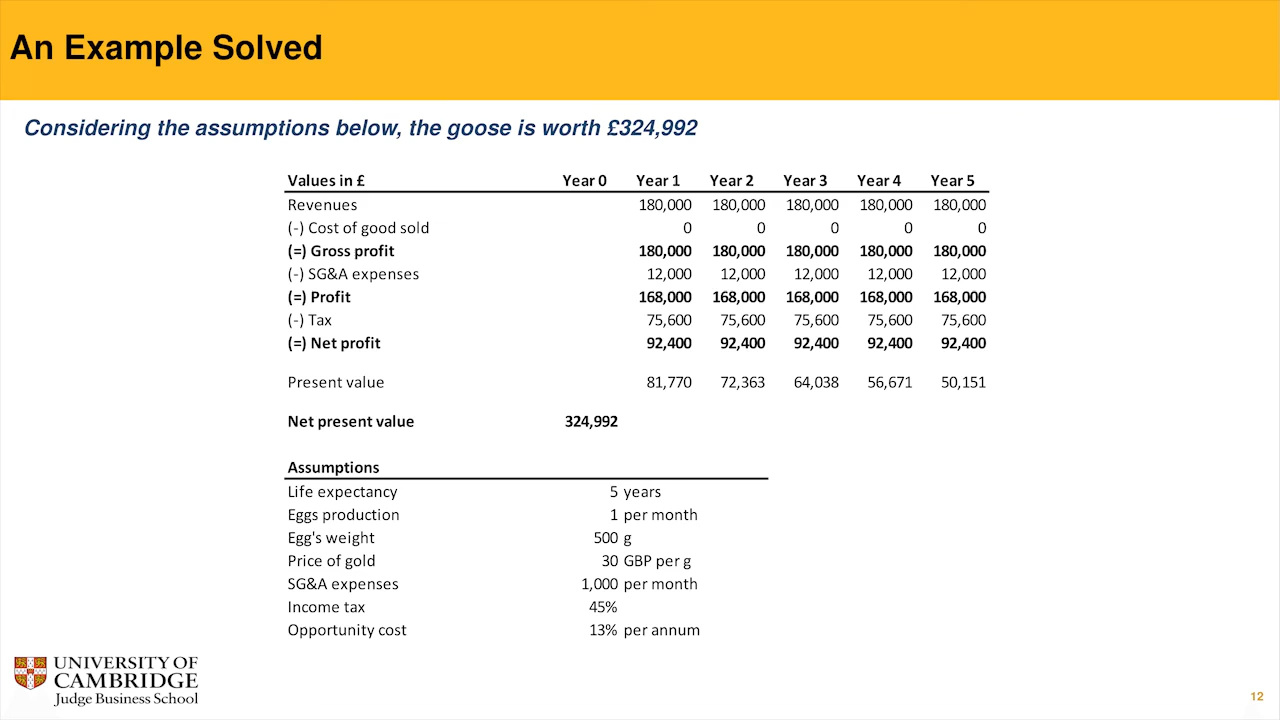 An Example Solved
Considering the assumptions below, the goose is worth £324,992
Values in £ Year 0 Year 1 Year 2 Year 3 Year 4 Year 5
Revenues 180,000 180,000 180,000 180,000 180,000
(-) Cost of good sold 0 0 0 0 0
(=) Gross profit 180,000 180,000 180,000 180,000 180,000
(-) SG&A expenses 12,000 12,000 12,000 12,000 12,000
(=) Profit 168,000 168,000 168,000 168,000 168,000
(-) Tax 75,600 75,600 75,600 75,600 75,600
(=) Net profit 92,400 92,400 92,400 92,400 92,400
Present value 81,770 72,363 64,038 56,671 50,151
Net present value 324,992
Assumptions
Life expectancy 5 years
Eggs production 1 per month
Egg's weight 500 g
Price of gold 30 GBP per g
SG&A expenses 1,000 per month
Income tax 45%
Opportunity cost 13% per annum
UNIVERSITY OF
CAMBRIDGE
Judge Business School
12